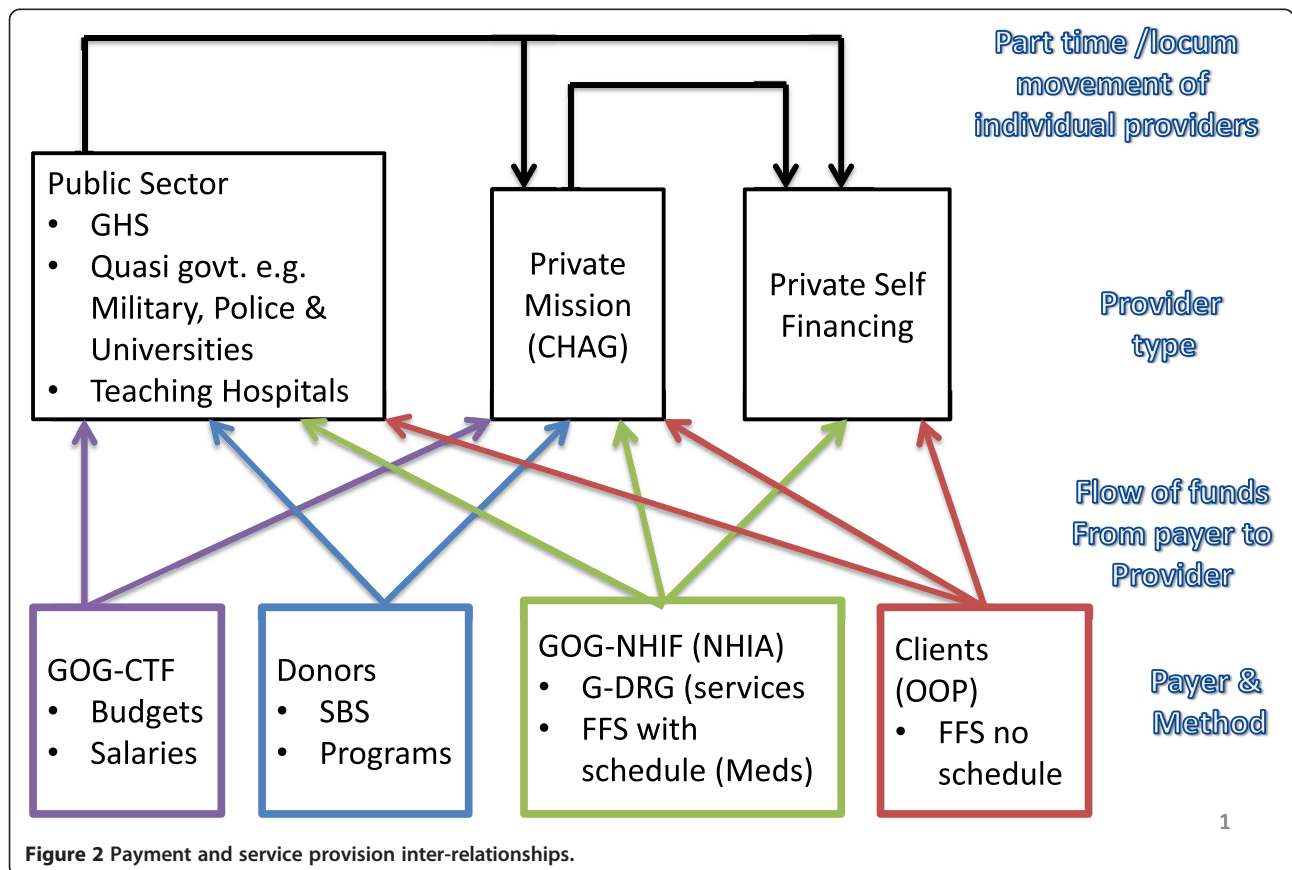 Part time /locum
movement of
individual providers
Public Sector
• GHS
• Quasi govt. e.g.
Military, Police &
Universities
• Teaching Hospitals
Private
Mission
(CHAG)
Private Self
Financing
Provider
type
Flow of funds
From payer to
Provider
GOG-CTF
• Budgets
• Salaries
Donors
• SBS
• Programs
GOG-NHIF (NHIA)
• G-DRG (services
• FFS with
schedule (Meds)
Clients
(OOP)
• FFS no
schedule
Payer &
Method
1
Figure 2 Payment and service provision inter-relationships.